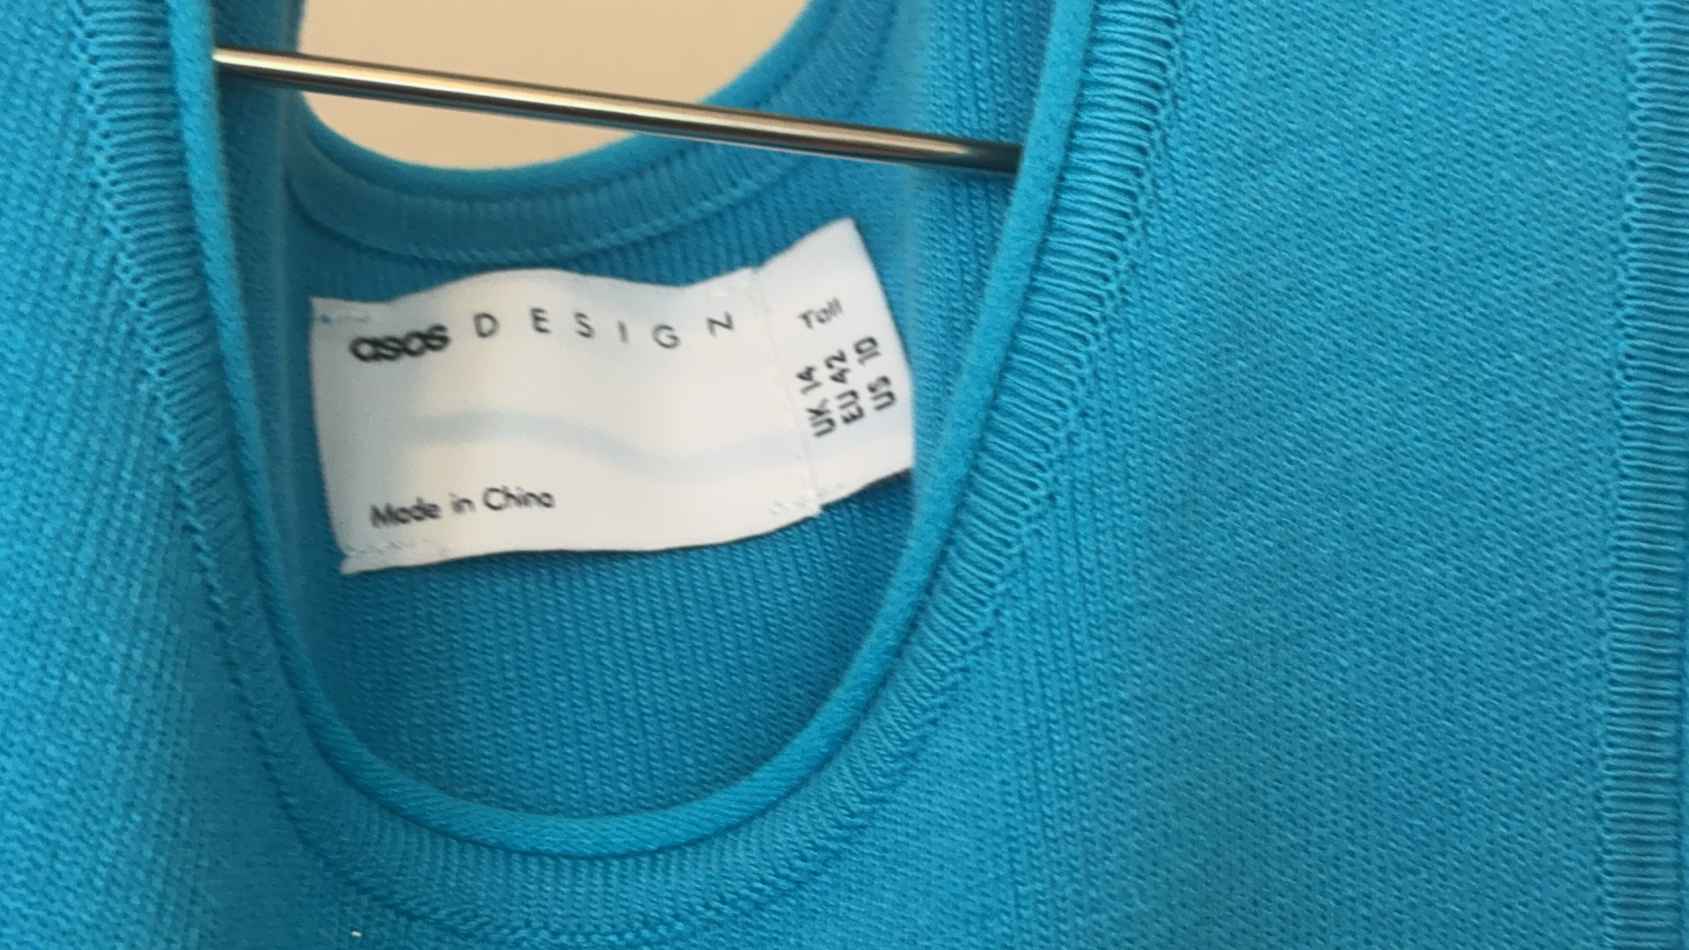 asos DESIGN
Made in China
Tall
UK 14
EU 42
US 10